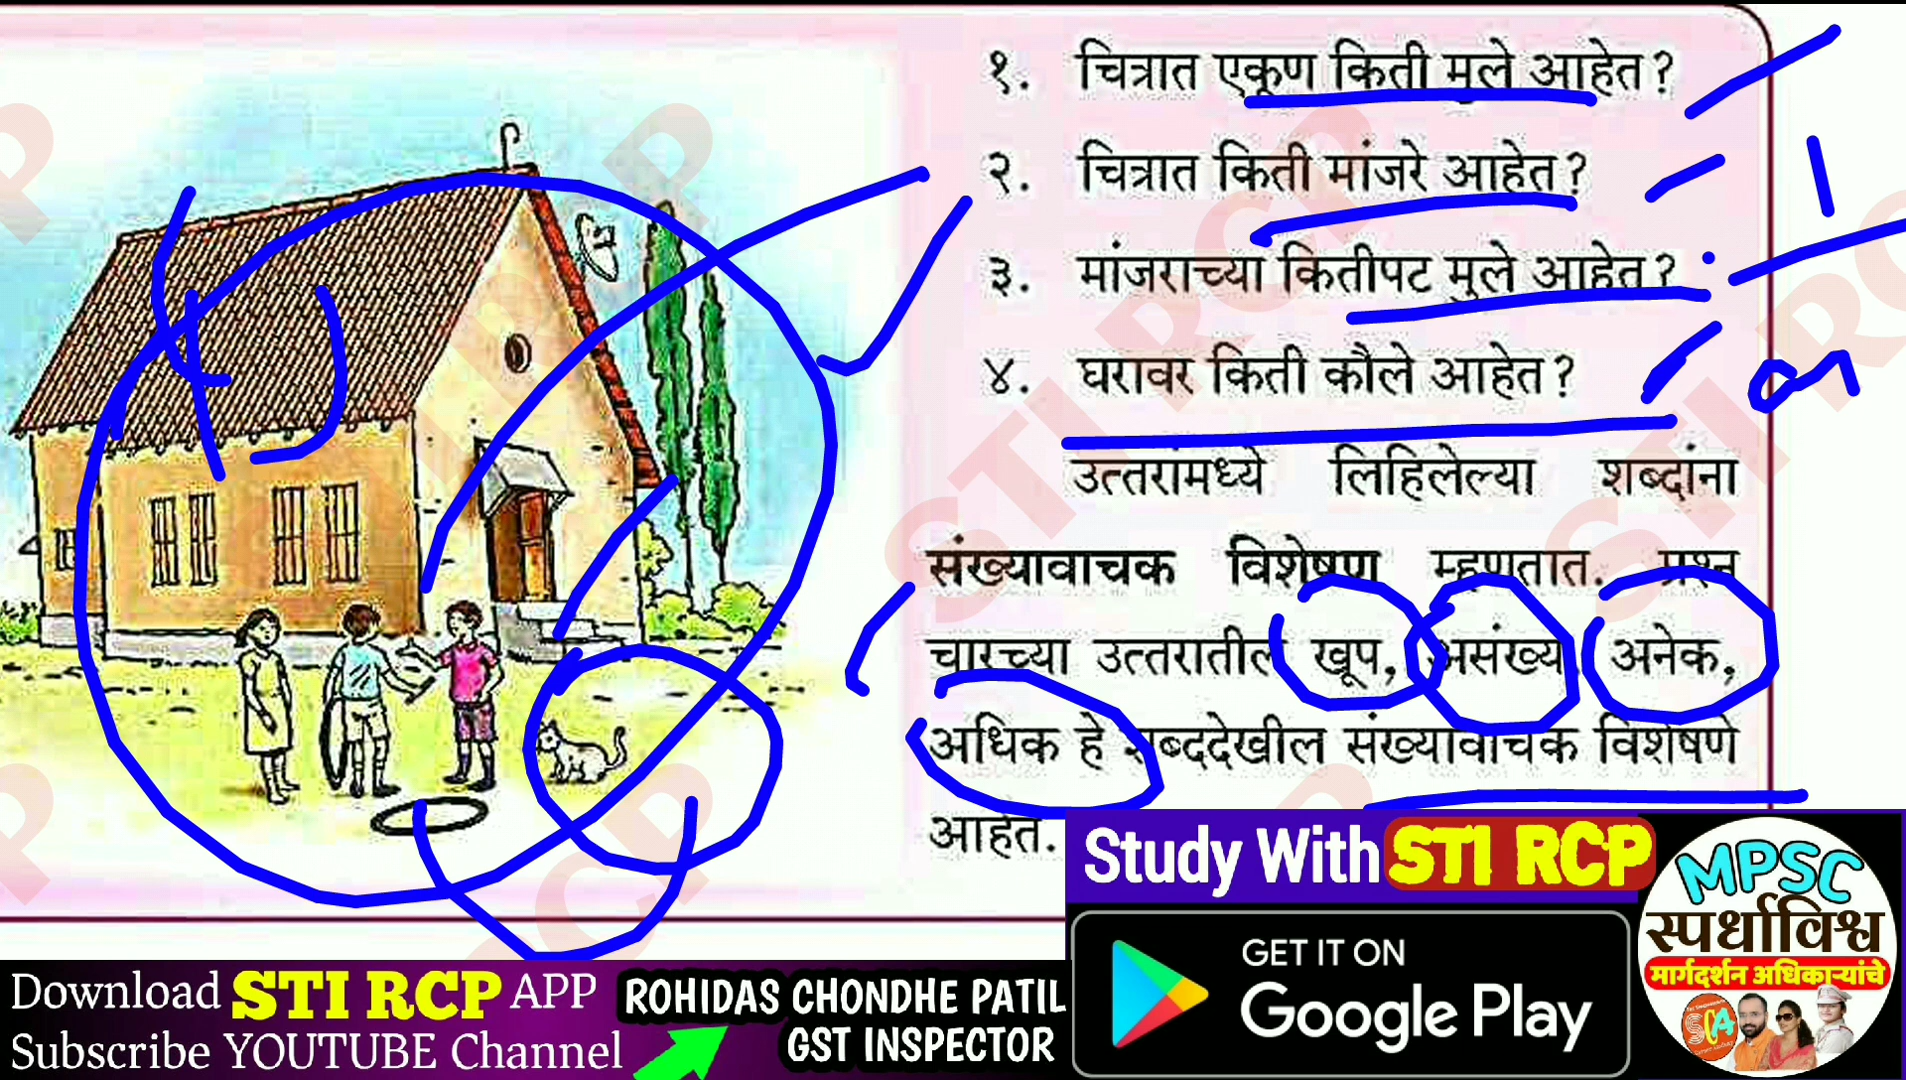 १. चित्रात एकूण किती मुले आहेत?
२. चित्रात किती मांजरे आहेत?
३. मांजराच्या कितीपट मुले आहेत?
४. घरावर किती कौले आहेत?
उत्तरांमध्ये लिहिलेल्या शब्दांना
संख्यावाचक विशेषण म्हणतात. प्रश्न
चारच्या उत्तरातील खूप, असंख्य, अनेक,
अधिक हे शब्ददेखील संख्यावाचक विशेषणे
आहेत.
STI RCP
Study With STI RCP
GET IT ON
Google Play
MPSC
स्पर्धाविश्व
मार्गदर्शन अधिकाऱ्यांचे
Download STI RCP APP
Subscribe YOUTUBE Channel
ROHIDAS CHONDHE PATIL
GST INSPECTOR